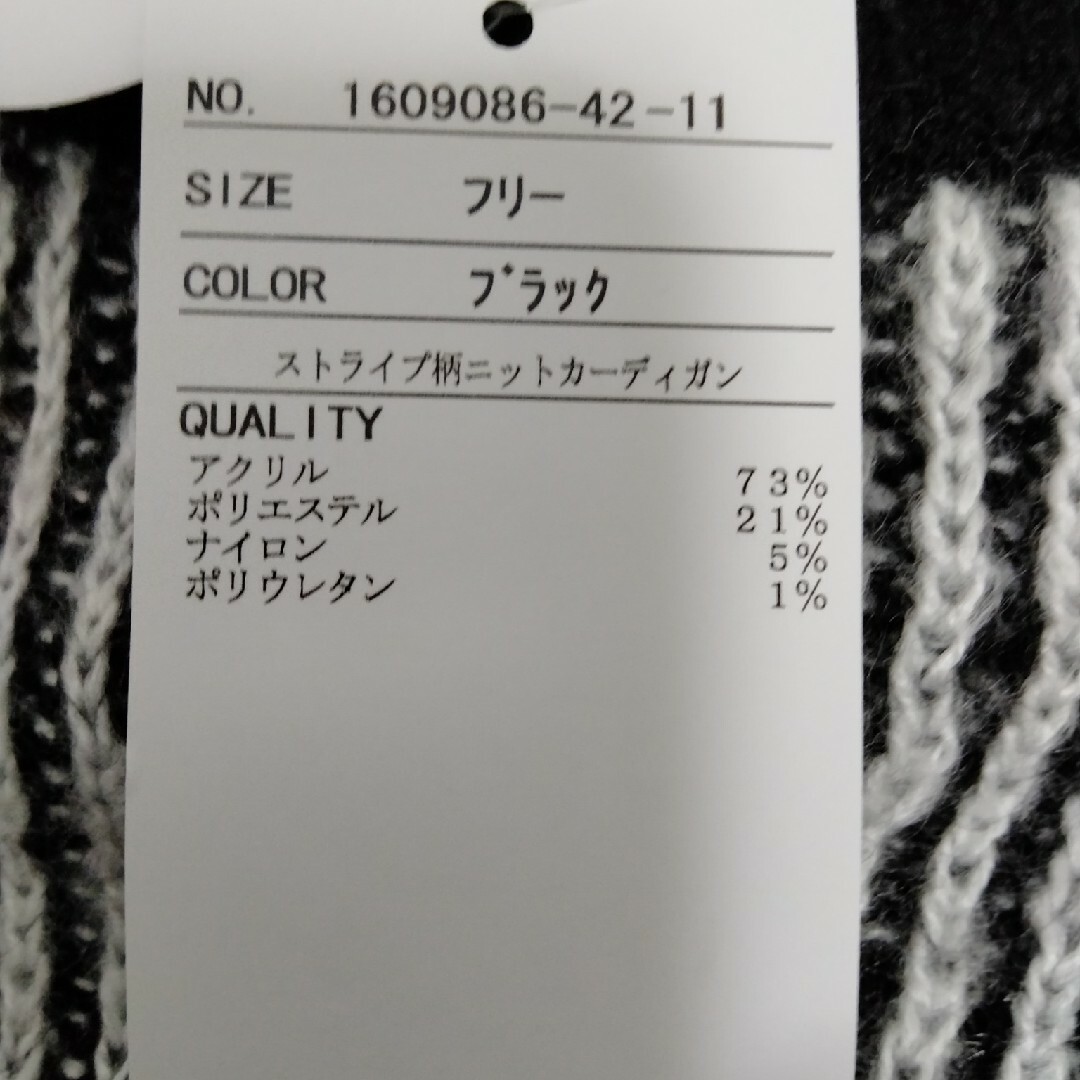 NO. 1609086-42-11
SIZE フリー
COLOR ブラック
ストライプ柄ニットカーディガン
QUALITY
アクリル 73%
ポリエステル 21%
ナイロン 5%
ポリウレタン 1%